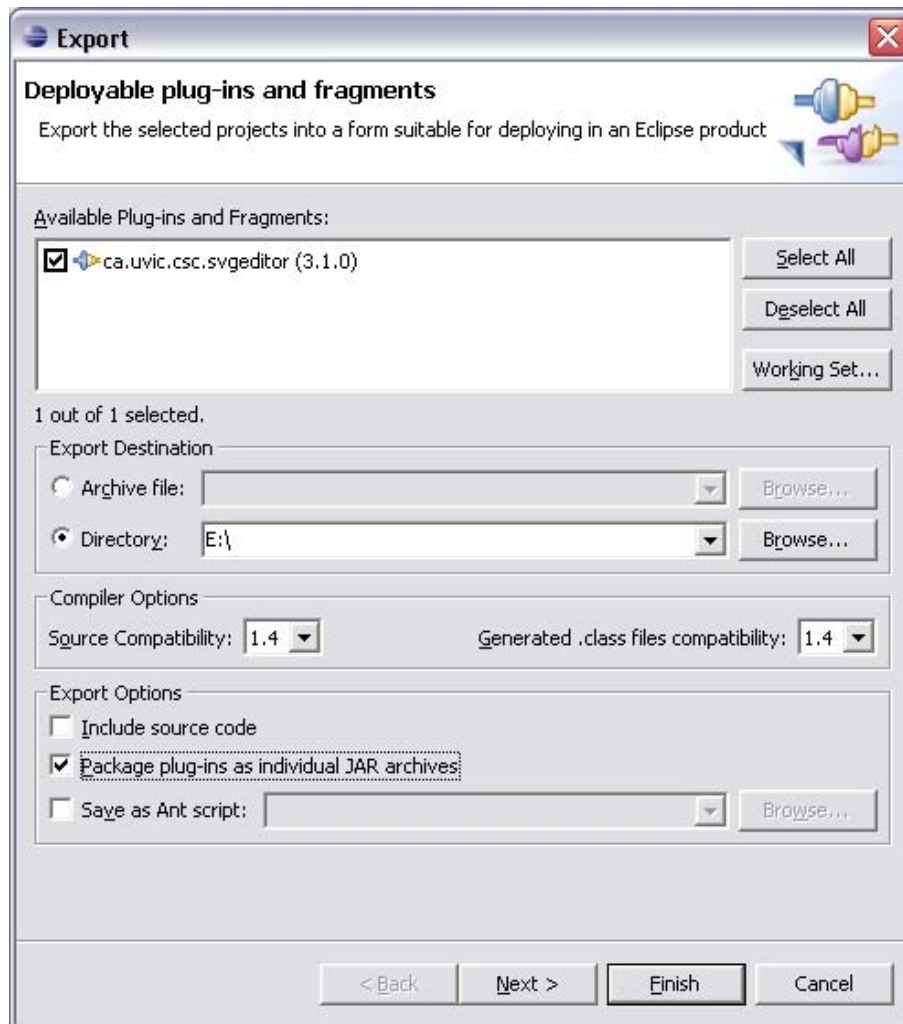 Export
Deployable plug-ins and fragments
Export the selected projects into a form suitable for deploying in an Eclipse product
Available Plug-ins and Fragments:
ca.uvic.csc.svgeditor (3.1.0)
Select All
Deselect All
Working Set...
1 out of 1 selected.
Export Destination
Archive file: Browse...
Directory: E:\ Browse...
Compiler Options
Source Compatibility: 1.4 Generated .class files compatibility: 1.4
Export Options
Include source code
Package plug-ins as individual JAR archives
Save as Ant script: Browse...
< Back Next > Finish Cancel